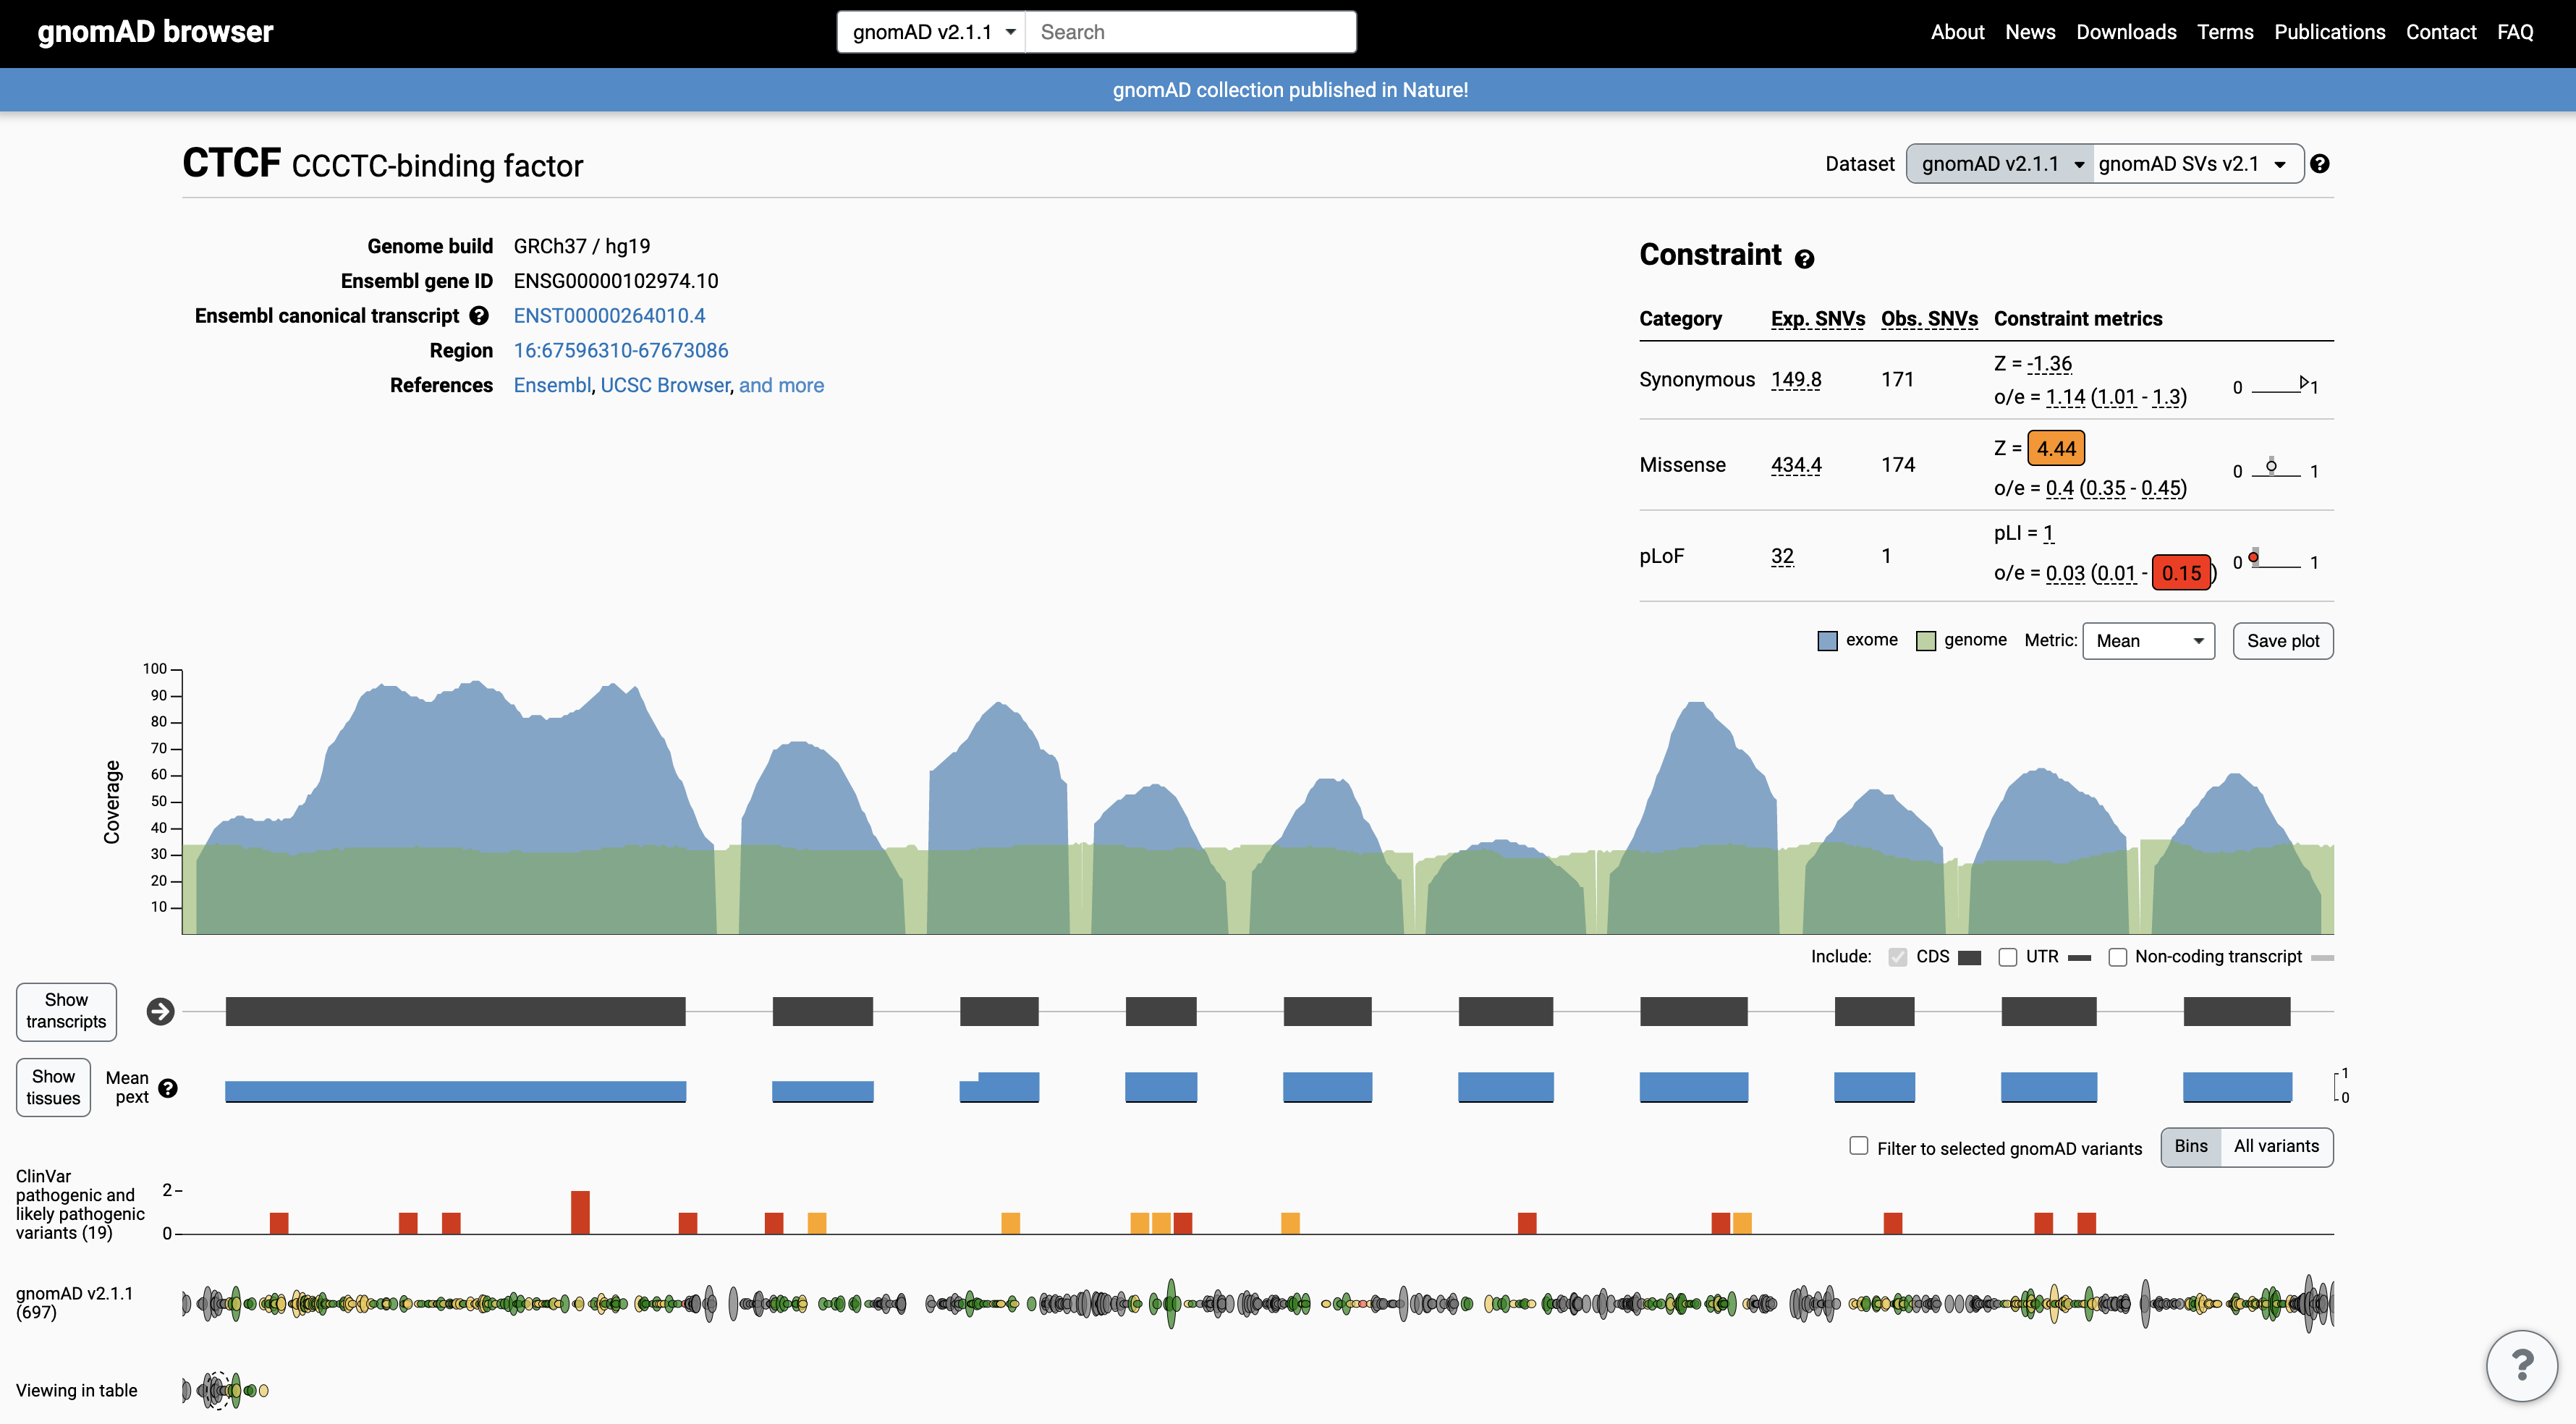 gnomAD browser
gnomAD v2.1.1 Search
About News Downloads Terms Publications Contact FAQ
gnomAD collection published in Nature!
CTCF CCCTC-binding factor
Dataset gnomAD v2.1.1 gnomAD SVs v2.1 ?
Genome build GRCh37 / hg19
Ensembl gene ID ENSG00000102974.10
Ensembl canonical transcript ? ENST00000264010.4
Region 16:67596310-67673086
References Ensembl, UCSC Browser, and more
Constraint ?
Category Exp. SNVs Obs. SNVs Constraint metrics
Synonymous 149.8 171 Z = -1.36
o/e = 1.14 (1.01 - 1.3) 0 1
Missense 434.4 174 Z = 4.44
o/e = 0.4 (0.35 - 0.45) 0 1
pLoF 32 1 pLI = 1
o/e = 0.03 (0.01 - 0.15) 0 1
exome genome Metric: Mean Save plot
Coverage
100
90
80
70
60
50
40
30
20
10
Include: CDS UTR Non-coding transcript
Show
transcripts
Show
tissues
Mean
pext ?
1
0
Filter to selected gnomAD variants Bins All variants
ClinVar
pathogenic and
likely pathogenic
variants (19)
2
0
gnomAD v2.1.1
(697)
Viewing in table
?